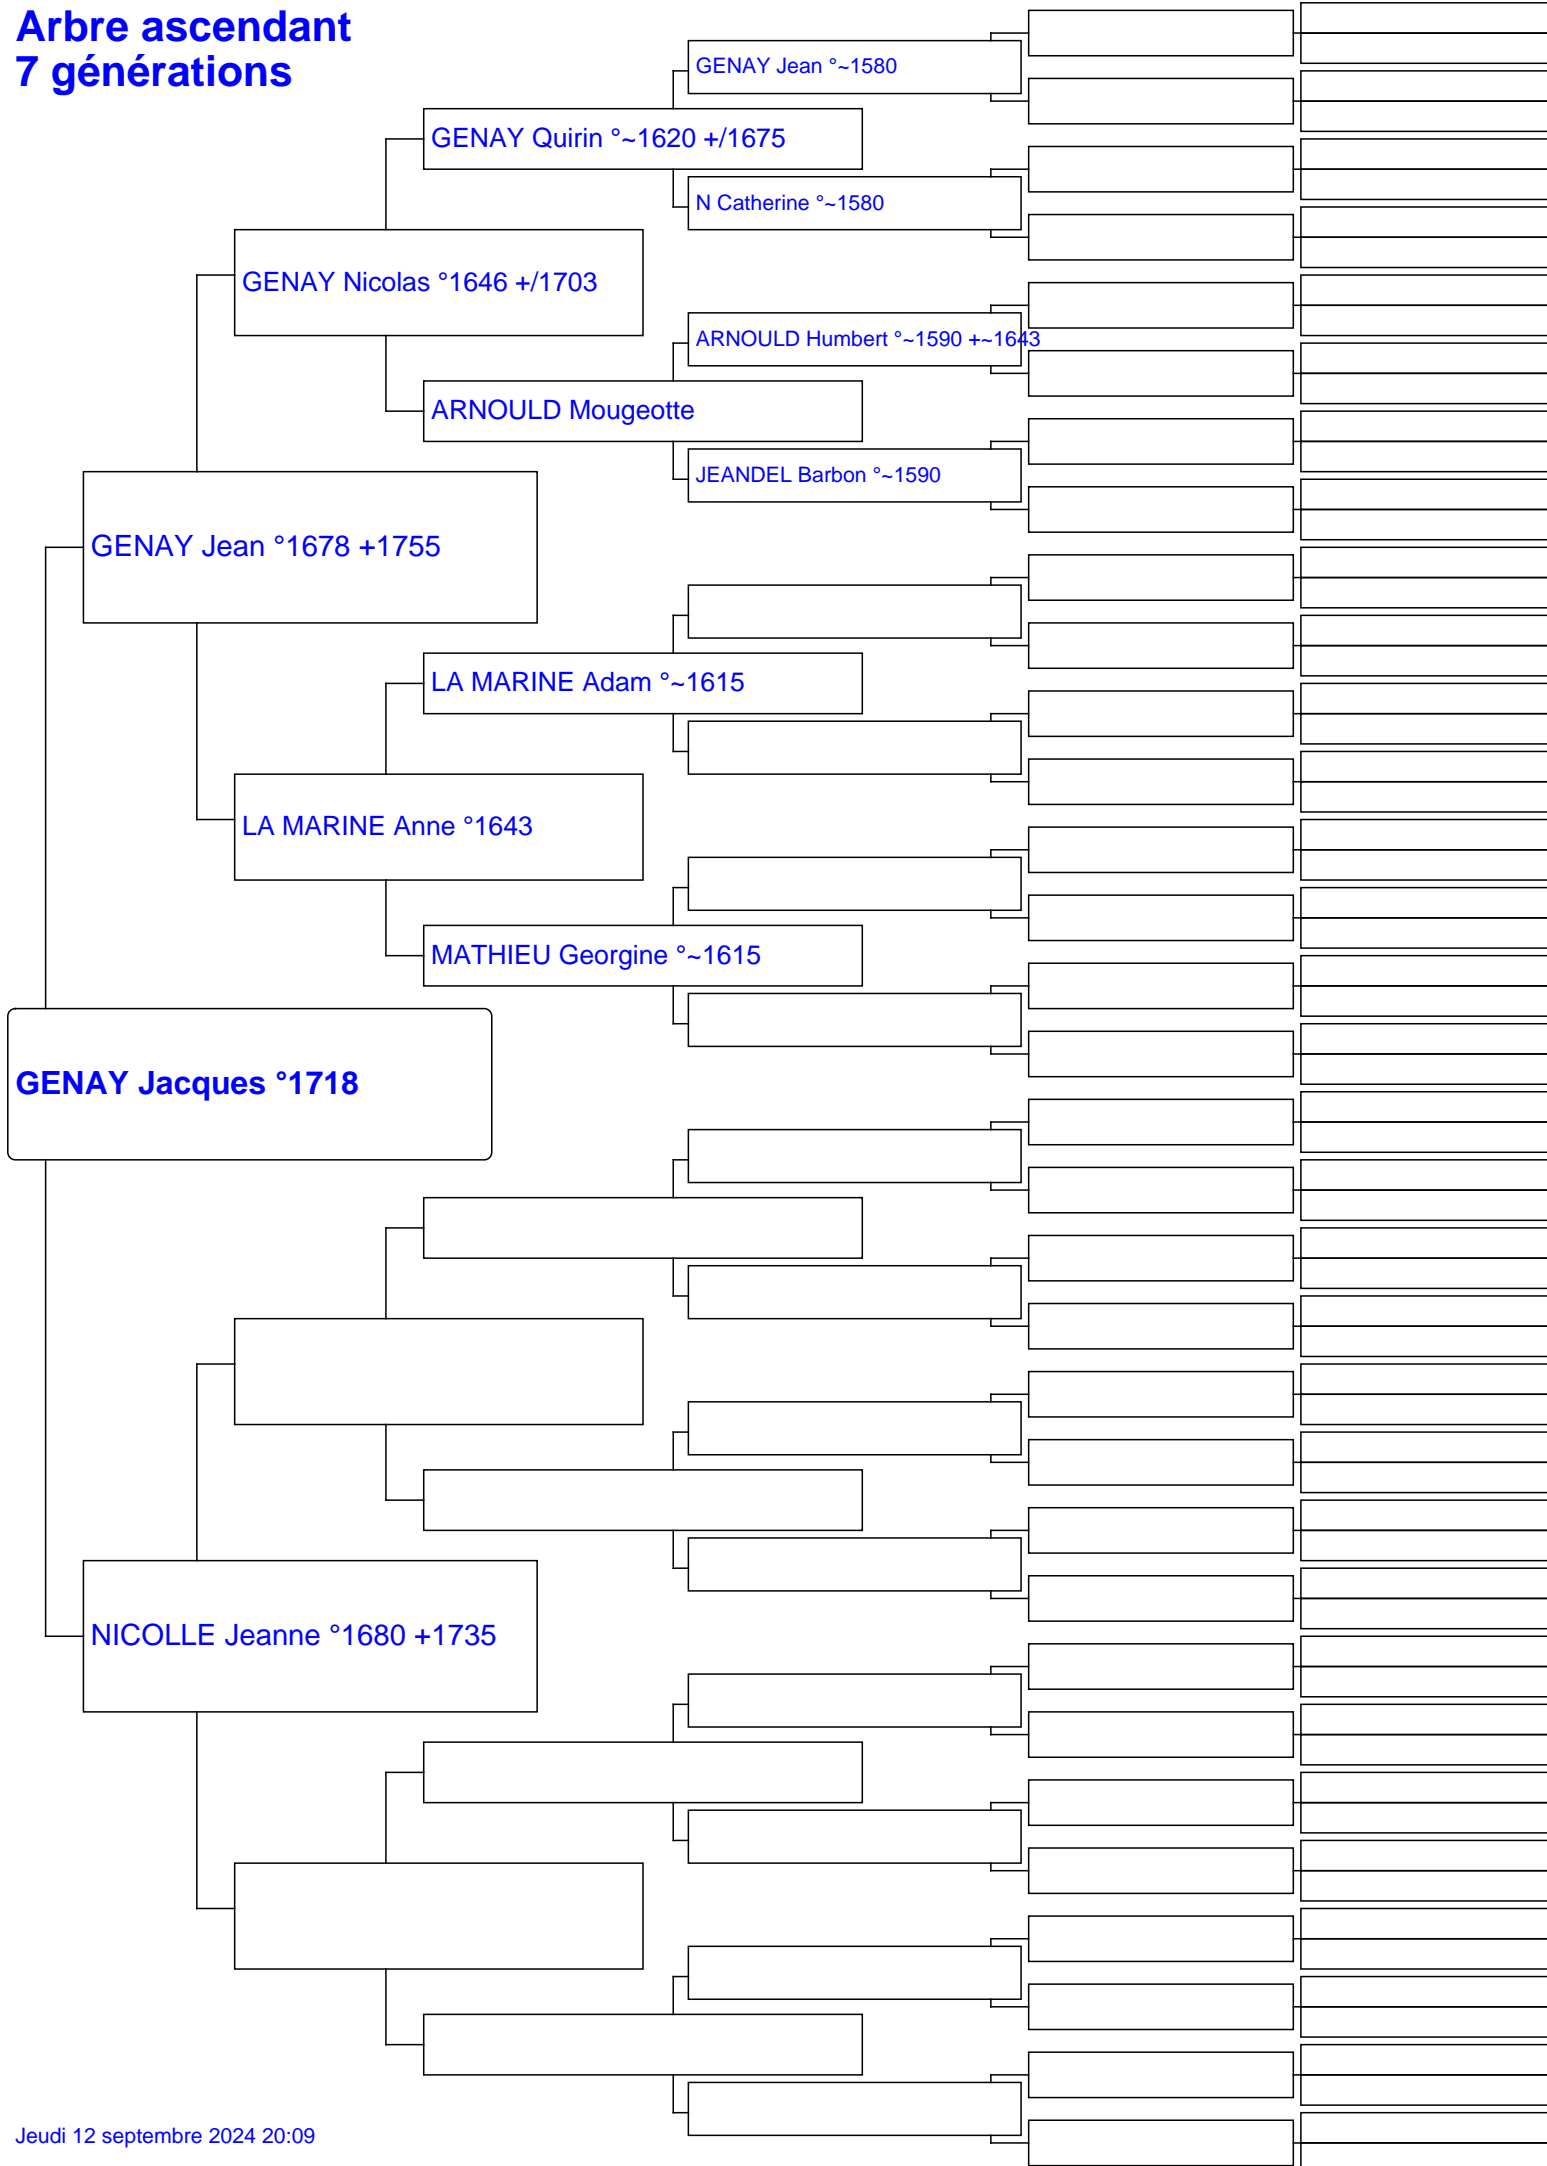 Arbre ascendant
7 générations
GENAY Jean °~1580
GENAY Quirin °~1620 +/1675
N Catherine °~1580
GENAY Nicolas °1646 +/1703
ARNOULD Humbert °~1590 +~1643
ARNOULD Mougeotte
JEANDEL Barbon °~1590
GENAY Jean °1678 +1755
LA MARINE Adam °~1615
LA MARINE Anne °1643
MATHIEU Georgine °~1615
GENAY Jacques °1718
NICOLLE Jeanne °1680 +1735
Jeudi 12 septembre 2024 20:09